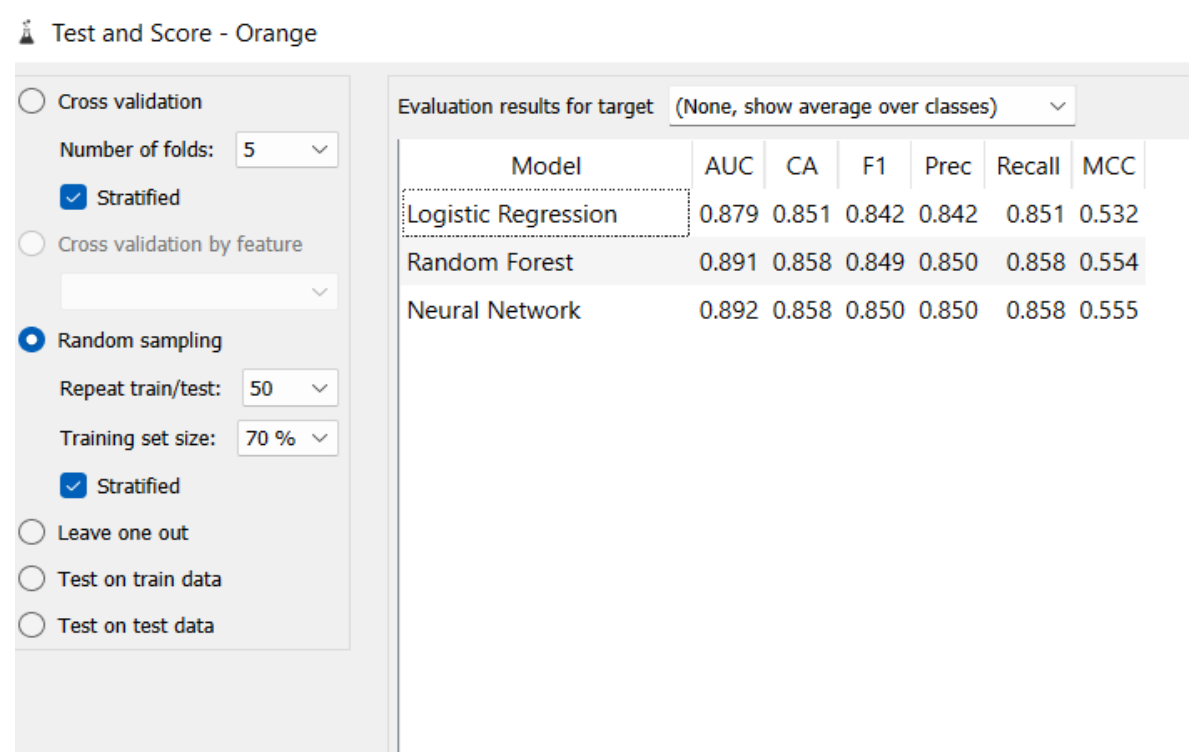 Test and Score - Orange
Cross validation
Number of folds: 5
Stratified
Cross validation by feature
Random sampling
Repeat train/test: 50
Training set size: 70 %
Stratified
Leave one out
Test on train data
Test on test data
Evaluation results for target (None, show average over classes)
Model AUC CA F1 Prec Recall MCC
Logistic Regression 0.879 0.851 0.842 0.842 0.851 0.532
Random Forest 0.891 0.858 0.849 0.850 0.858 0.554
Neural Network 0.892 0.858 0.850 0.850 0.858 0.555